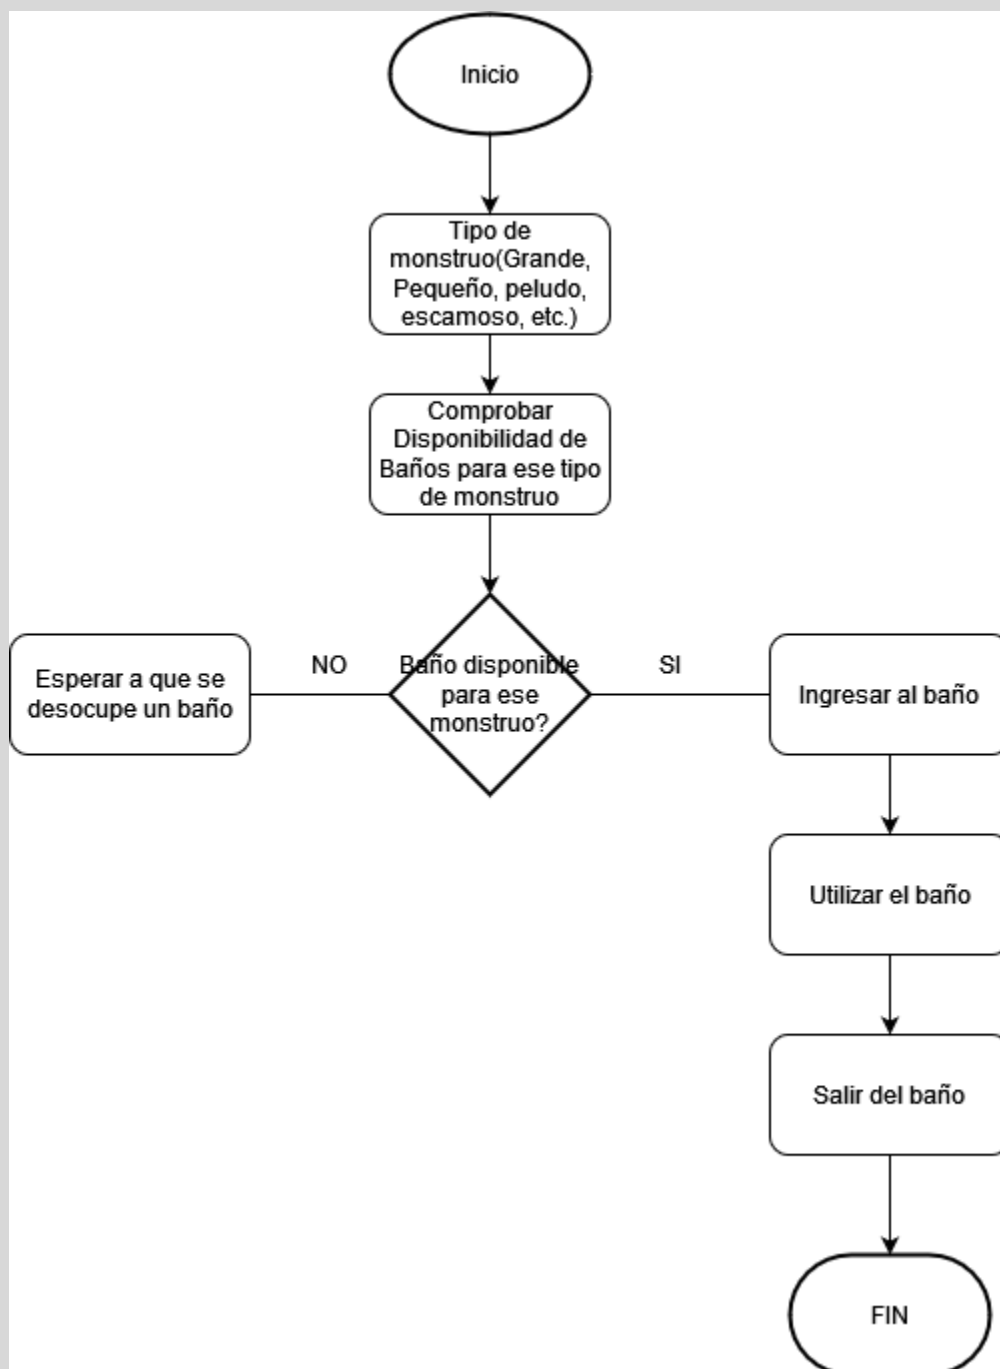 Inicio
Tipo de
monstruo(Grande,
Pequeño, peludo,
escamoso, etc.)
Comprobar
Disponibilidad de
Baños para ese tipo
de monstruo
Esperar a que se
desocupe un baño
NO
Baño disponible
para ese
monstruo?
SI
Ingresar al baño
Utilizar el baño
Salir del baño
FIN